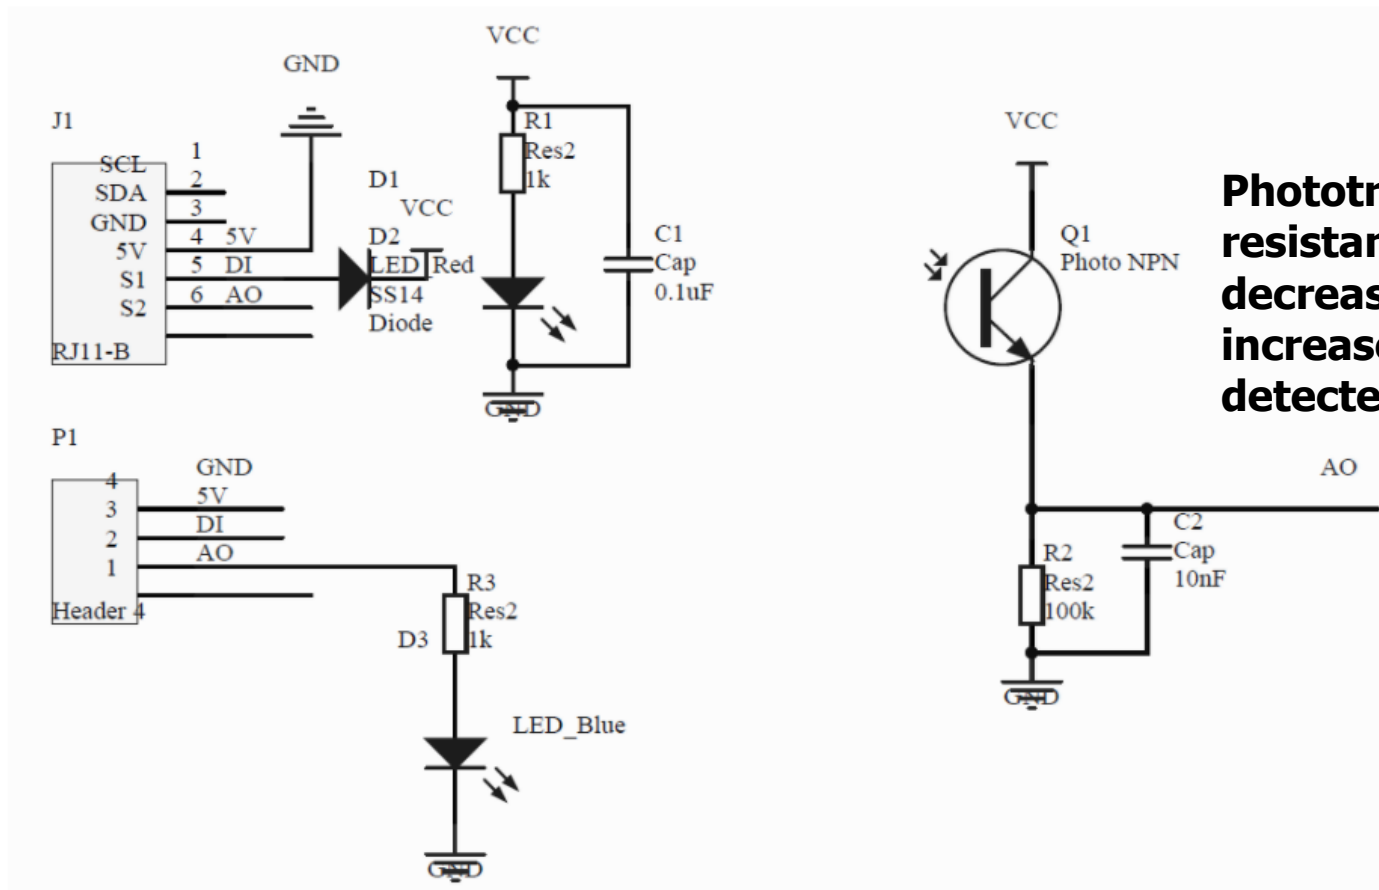 VCC
GND
J1
SCL
SDA
GND
5V
S1
S2
RJ11-B
1
2
3
4
5
6
5V
DI
AO
D1
VCC
D2
LED_Red
SS14
Diode
R1
Res2
1k
C1
Cap
0.1uF
GND
P1
4
3
2
1
Header 4
GND
5V
DI
AO
R3
Res2
1k
D3
LED_Blue
GND
VCC
Q1
Photo NPN
AO
C2
Cap
10nF
R2
Res2
100k
GND
Phototr
resistan
decreas
increase
detecte